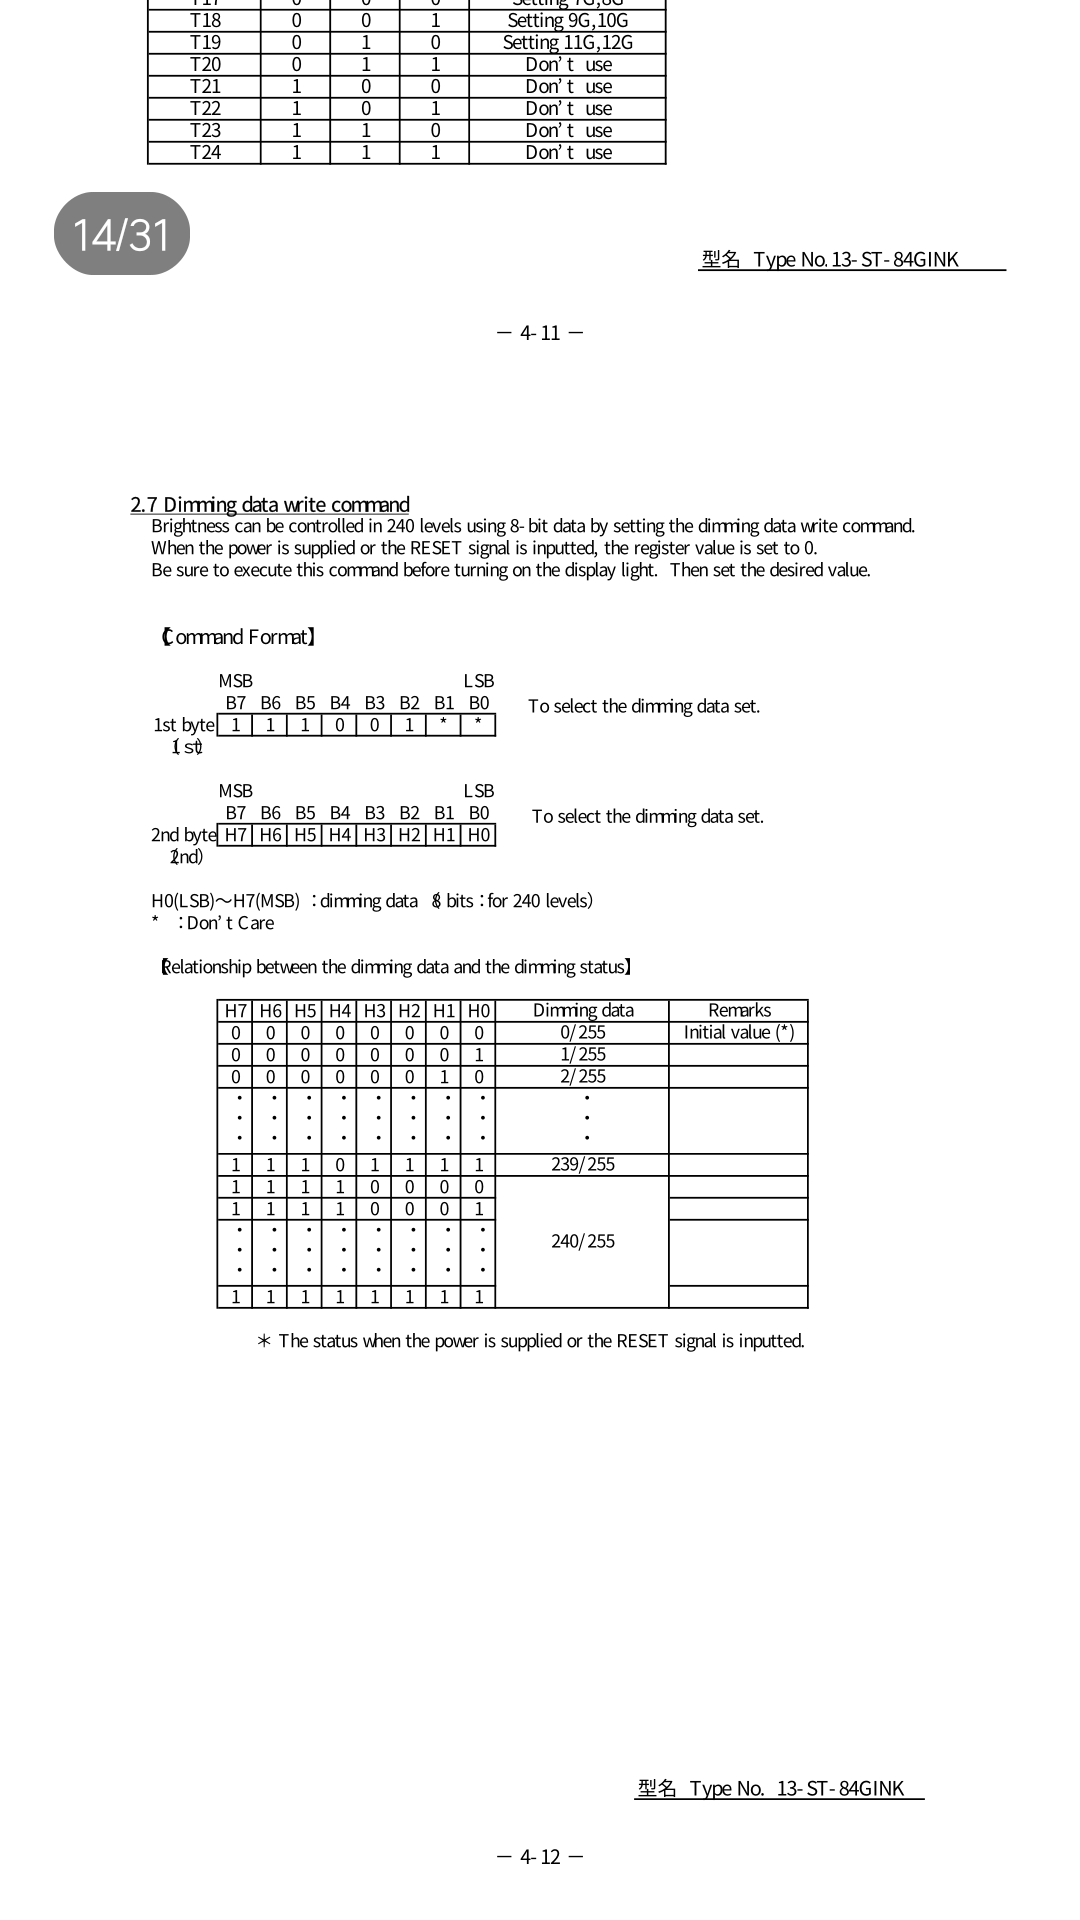 T17 0 0 0 Setting 7G,8G
T18 0 0 1 Setting 9G,10G
T19 0 1 0 Setting 11G,12G
T20 0 1 1 Don't use
T21 1 0 0 Don't use
T22 1 0 1 Don't use
T23 1 1 0 Don't use
T24 1 1 1 Don't use
14/31
型名 Type No.13-ST-84GINK
― 4-11 ―
2.7 Dimming data write command
Brightness can be controlled in 240 levels using 8-bit data by setting the dimming data write command.
When the power is supplied or the RESET signal is inputted, the register value is set to 0.
Be sure to execute this command before turning on the display light. Then set the desired value.
【Command Format】
MSB LSB
B7 B6 B5 B4 B3 B2 B1 B0 To select the dimming data set.
1st byte 1 1 1 0 0 1 * *
(1st)
MSB LSB
B7 B6 B5 B4 B3 B2 B1 B0 To select the dimming data set.
2nd byte H7 H6 H5 H4 H3 H2 H1 H0
(2nd)
H0(LSB)～H7(MSB) ：dimming data （8 bits：for 240 levels）
* ：Don't Care
【Relationship between the dimming data and the dimming status】
H7 H6 H5 H4 H3 H2 H1 H0 Dimming data Remarks
0 0 0 0 0 0 0 0 0/255 Initial value (*)
0 0 0 0 0 0 0 1 1/255
0 0 0 0 0 0 1 0 2/255
・ ・ ・ ・ ・ ・ ・ ・ ・
・ ・ ・ ・ ・ ・ ・ ・ ・
・ ・ ・ ・ ・ ・ ・ ・ ・
1 1 1 0 1 1 1 1 239/255
1 1 1 1 0 0 0 0
1 1 1 1 0 0 0 1
・ ・ ・ ・ ・ ・ ・ ・
・ ・ ・ ・ ・ ・ ・ ・ 240/255
・ ・ ・ ・ ・ ・ ・ ・
1 1 1 1 1 1 1 1
＊ The status when the power is supplied or the RESET signal is inputted.
型名 Type No. 13-ST-84GINK
― 4-12 ―